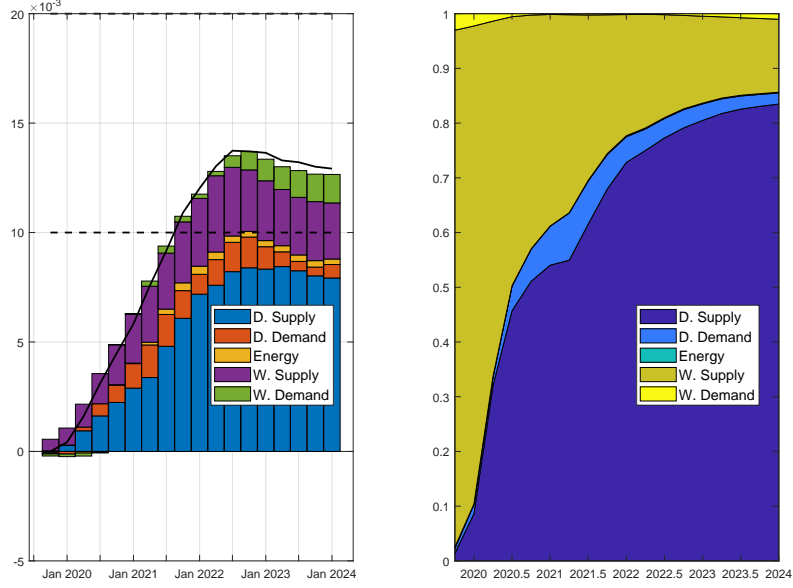 ×10⁻³
20
15
10
5
0
-5
Jan 2020 Jan 2021 Jan 2022 Jan 2023 Jan 2024
D. Supply
D. Demand
Energy
W. Supply
W. Demand
1
0.9
0.8
0.7
0.6
0.5
0.4
0.3
0.2
0.1
0
2020 2020.5 2021 2021.5 2022 2022.5 2023 2023.5 2024
D. Supply
D. Demand
Energy
W. Supply
W. Demand